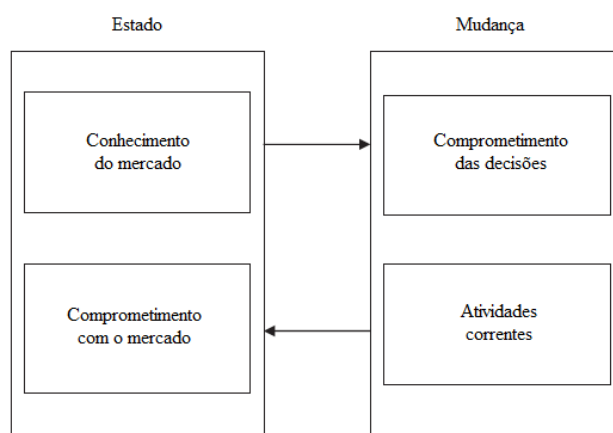 Estado
Mudança
Conhecimento
do mercado
Comprometimento
das decisões
Comprometimento
com o mercado
Atividades
correntes